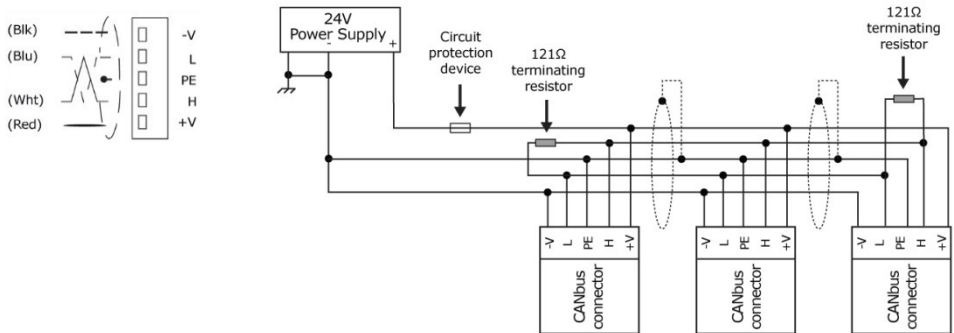 (Blk)
-V
(Blu)
L
PE
(Wht)
H
(Red)
+V
24V
Power Supply
-
+
Circuit
protection
device
121Ω
terminating
resistor
121Ω
terminating
resistor
-V
L
PE
H
+V
CANbus
connector
-V
L
PE
H
+V
CANbus
connector
-V
L
PE
H
+V
CANbus
connector